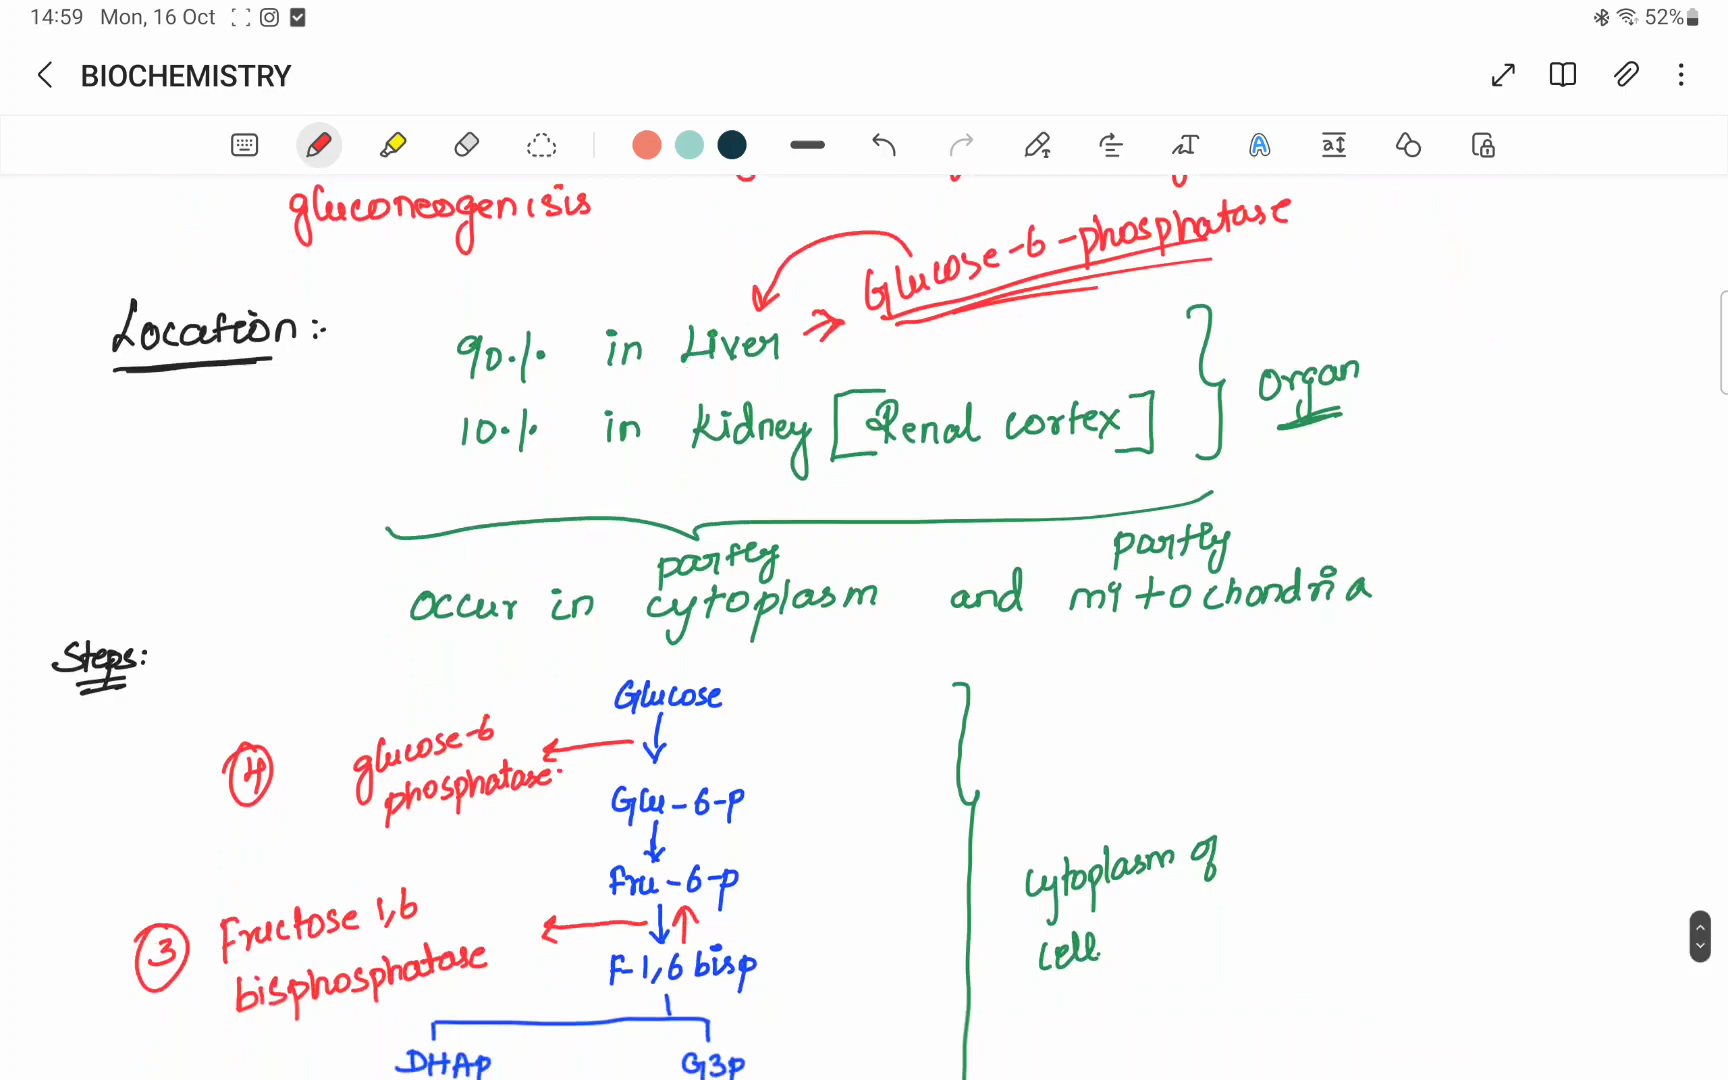 14:59 Mon, 16 Oct 52%
BIOCHEMISTRY
gluconeogenisis
Glucose-6-phosphatase
Location:-
90% in Liver
10% in kidney [Renal cortex]
organ
partly partly
occur in cytoplasm and mitochondria
Steps:
Glucose
4 glucose-6
phosphatase
Glu-6-p
Fru-6-p
3 Fructose 1,6
bisphosphatase
F-1,6 bisp
cytoplasm of
cell
DHAp G3p